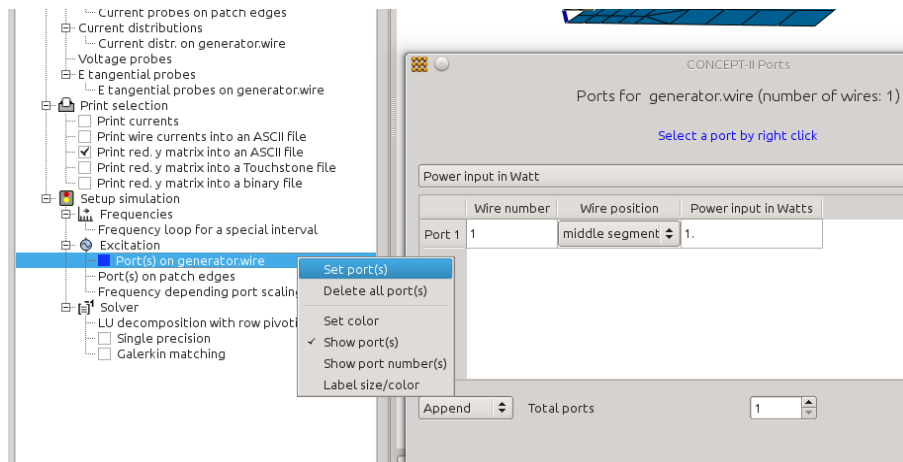 Current probes on patch edges
Current distributions
Current distr. on generator.wire
Voltage probes
E tangential probes
E tangential probes on generator.wire
Print selection
Print currents
Print wire currents into an ASCII file
Print red. y matrix into an ASCII file
Print red. y matrix into a Touchstone file
Print red. y matrix into a binary file
Setup simulation
Frequencies
Frequency loop for a special interval
Excitation
Port(s) on generator.wire
Port(s) on patch edges
Frequency depending port scaling
Solver
LU decomposition with row pivoti
Single precision
Galerkin matching
Set port(s)
Delete all port(s)
Set color
Show port(s)
Show port number(s)
Label size/color
CONCEPT-II Ports
Ports for generator.wire (number of wires: 1)
Select a port by right click
Power input in Watt
Wire number Wire position Power input in Watts
Port 1 1 middle segment 1.
Append Total ports 1